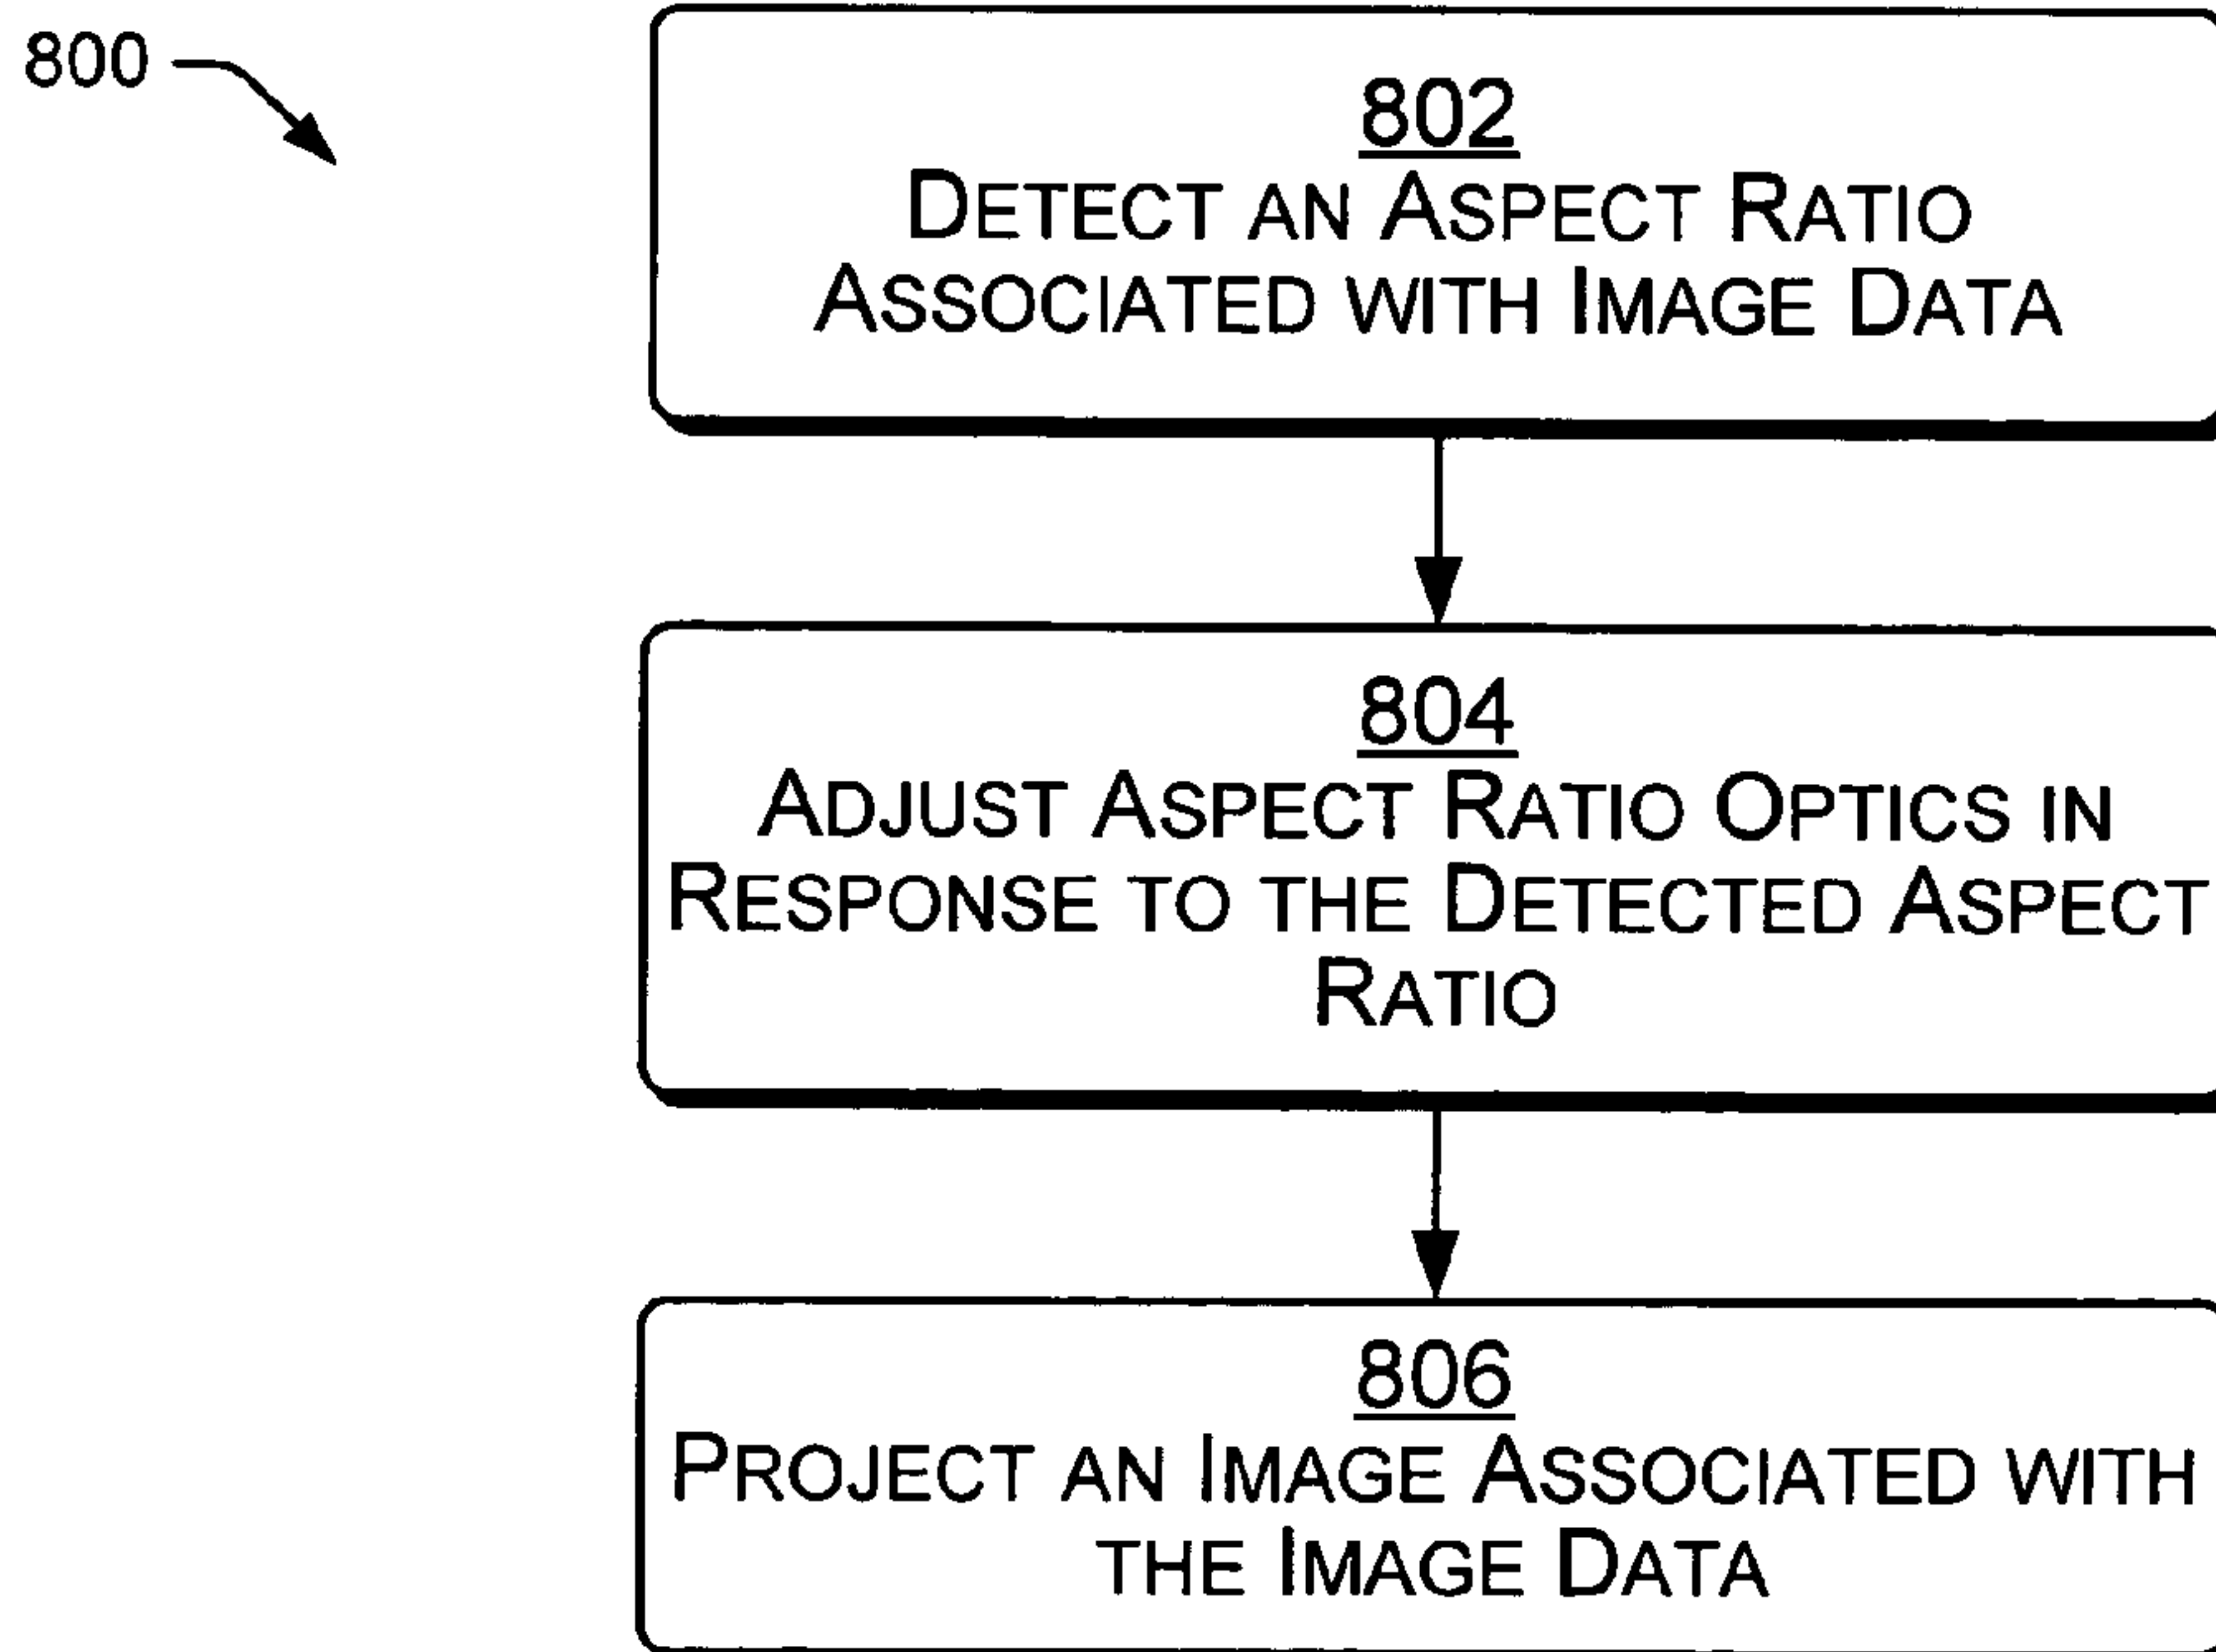 800
802
DETECT AN ASPECT RATIO
ASSOCIATED WITH IMAGE DATA
804
ADJUST ASPECT RATIO OPTICS IN
RESPONSE TO THE DETECTED ASPECT
RATIO
806
PROJECT AN IMAGE ASSOCIATED WITH
THE IMAGE DATA